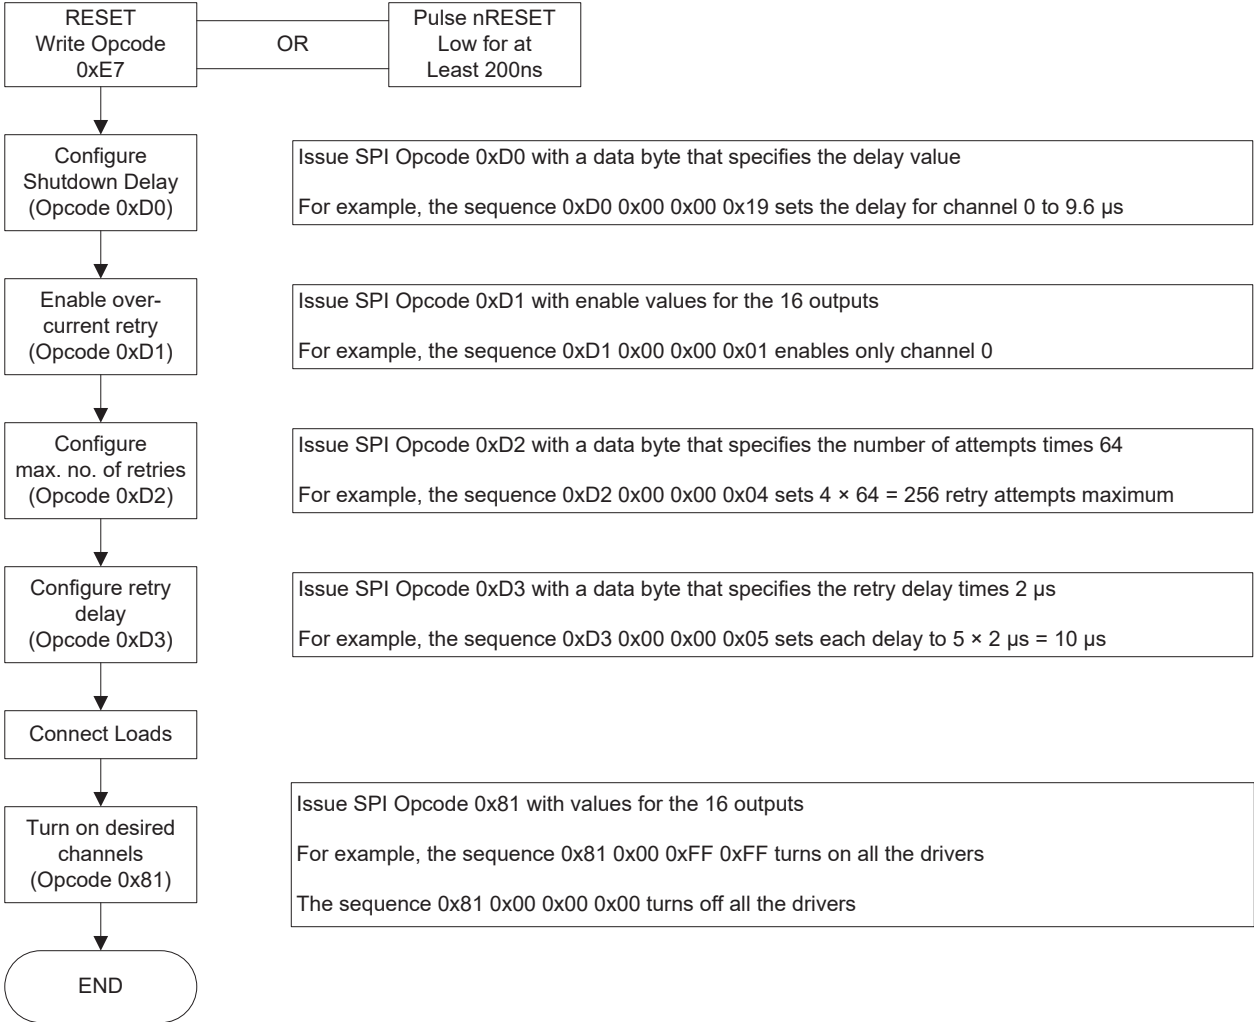 RESET
Write Opcode
0xE7
OR
Pulse nRESET
Low for at
Least 200ns
Configure
Shutdown Delay
(Opcode 0xD0)
Issue SPI Opcode 0xD0 with a data byte that specifies the delay value
For example, the sequence 0xD0 0x00 0x00 0x19 sets the delay for channel 0 to 9.6 µs
Enable over-
current retry
(Opcode 0xD1)
Issue SPI Opcode 0xD1 with enable values for the 16 outputs
For example, the sequence 0xD1 0x00 0x00 0x01 enables only channel 0
Configure
max. no. of retries
(Opcode 0xD2)
Issue SPI Opcode 0xD2 with a data byte that specifies the number of attempts times 64
For example, the sequence 0xD2 0x00 0x00 0x04 sets 4 × 64 = 256 retry attempts maximum
Configure retry
delay
(Opcode 0xD3)
Issue SPI Opcode 0xD3 with a data byte that specifies the retry delay times 2 µs
For example, the sequence 0xD3 0x00 0x00 0x05 sets each delay to 5 × 2 µs = 10 µs
Connect Loads
Turn on desired
channels
(Opcode 0x81)
Issue SPI Opcode 0x81 with values for the 16 outputs
For example, the sequence 0x81 0x00 0xFF 0xFF turns on all the drivers
The sequence 0x81 0x00 0x00 0x00 turns off all the drivers
END